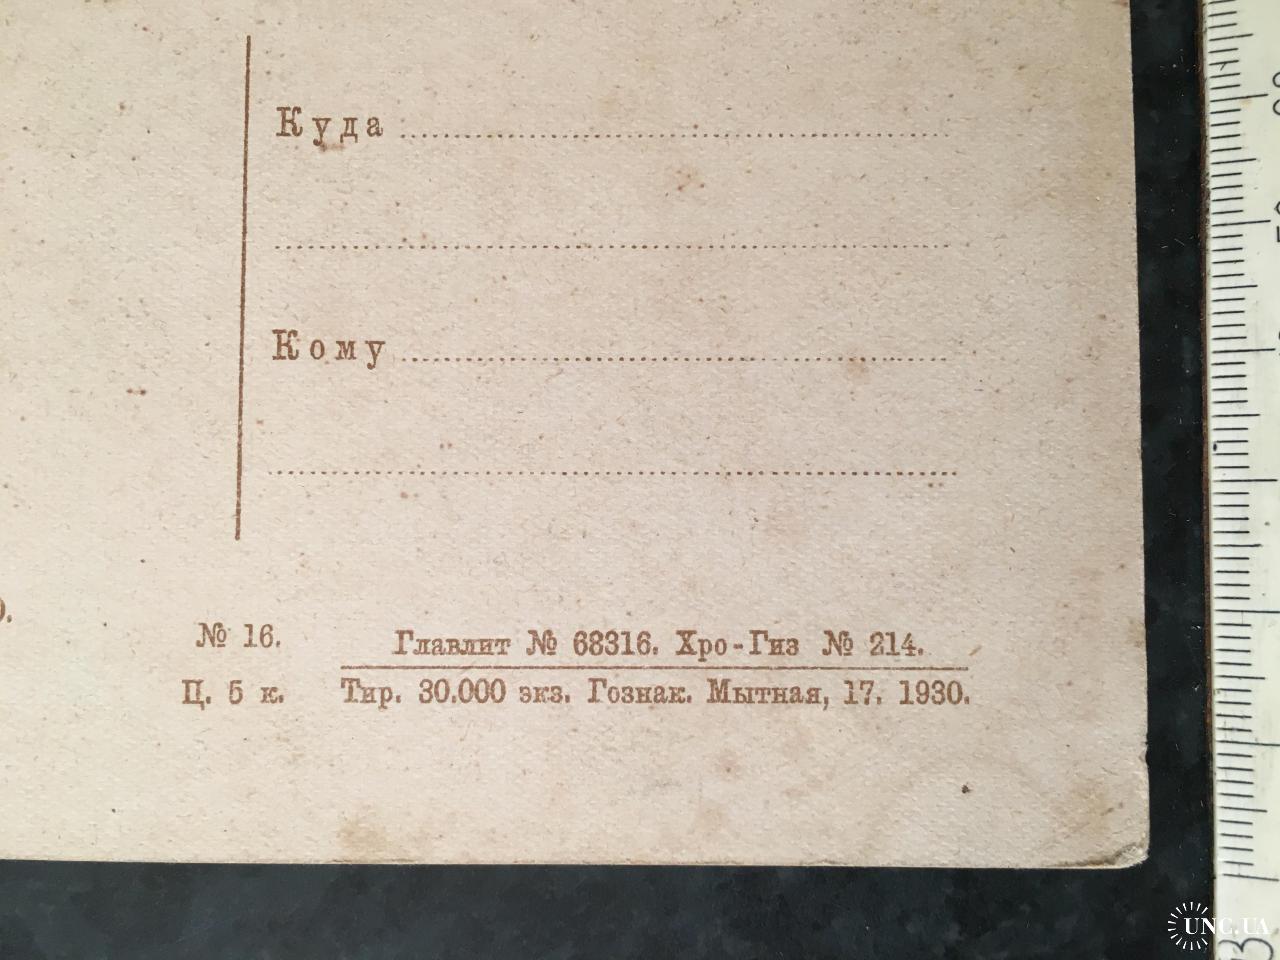 Куда
Кому
№ 16.
Главлит № 68316. Хро-Гиз № 214.
Ц. 5 к.
Тир. 30.000 экз. Гознак. Мытная, 17. 1930.
UNC.UA